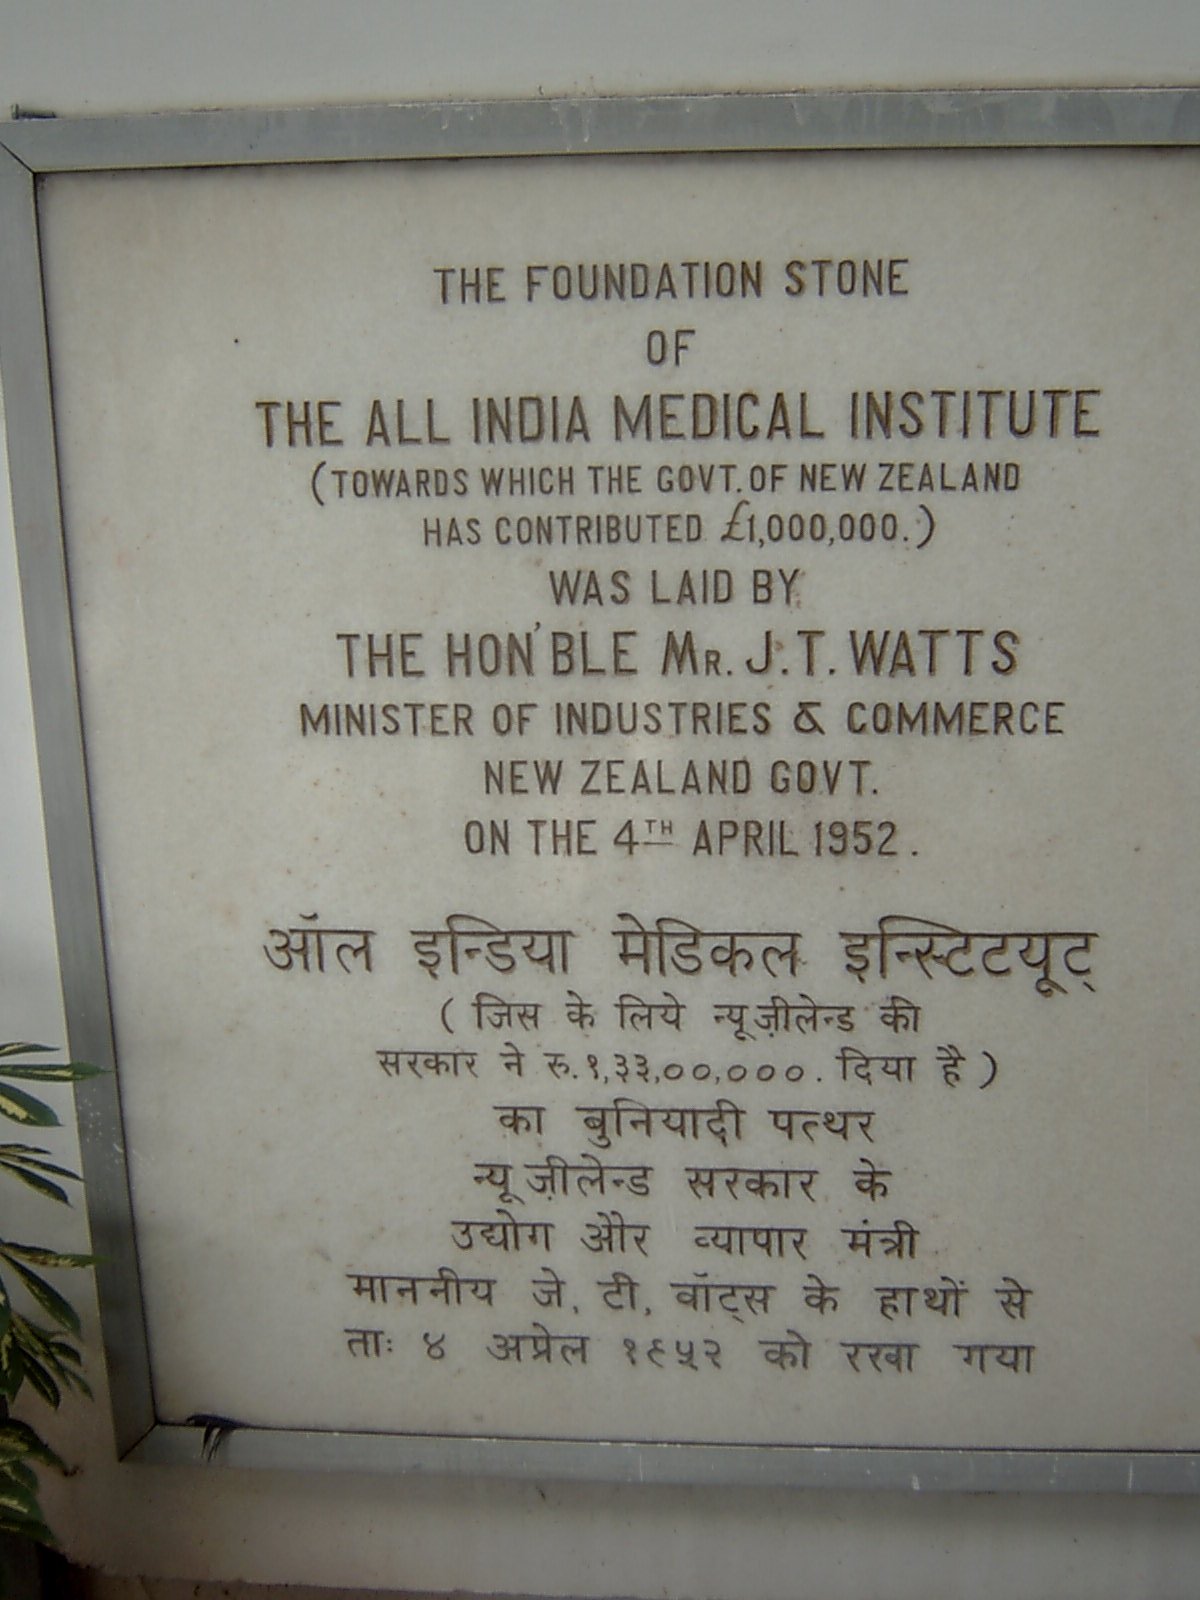 THE FOUNDATION STONE
OF
THE ALL INDIA MEDICAL INSTITUTE
(TOWARDS WHICH THE GOVT. OF NEW ZEALAND
HAS CONTRIBUTED £1,000,000.)
WAS LAID BY
THE HON'BLE MR. J.T. WATTS
MINISTER OF INDUSTRIES & COMMERCE
NEW ZEALAND GOVT.
ON THE 4TH APRIL 1952.
ऑल इन्डिया मेडिकल इन्स्टिटयूट्
( जिस के लिये न्यूज़ीलेन्ड की
सरकार ने रु.१,३३,००,०००. दिया है )
का बुनियादी पत्थर
न्यूज़ीलेन्ड सरकार के
उद्योग और व्यापार मंत्री
माननीय जे. टी. वॉट्स के हाथों से
ताः ४ अप्रेल १९५२ को रखा गया